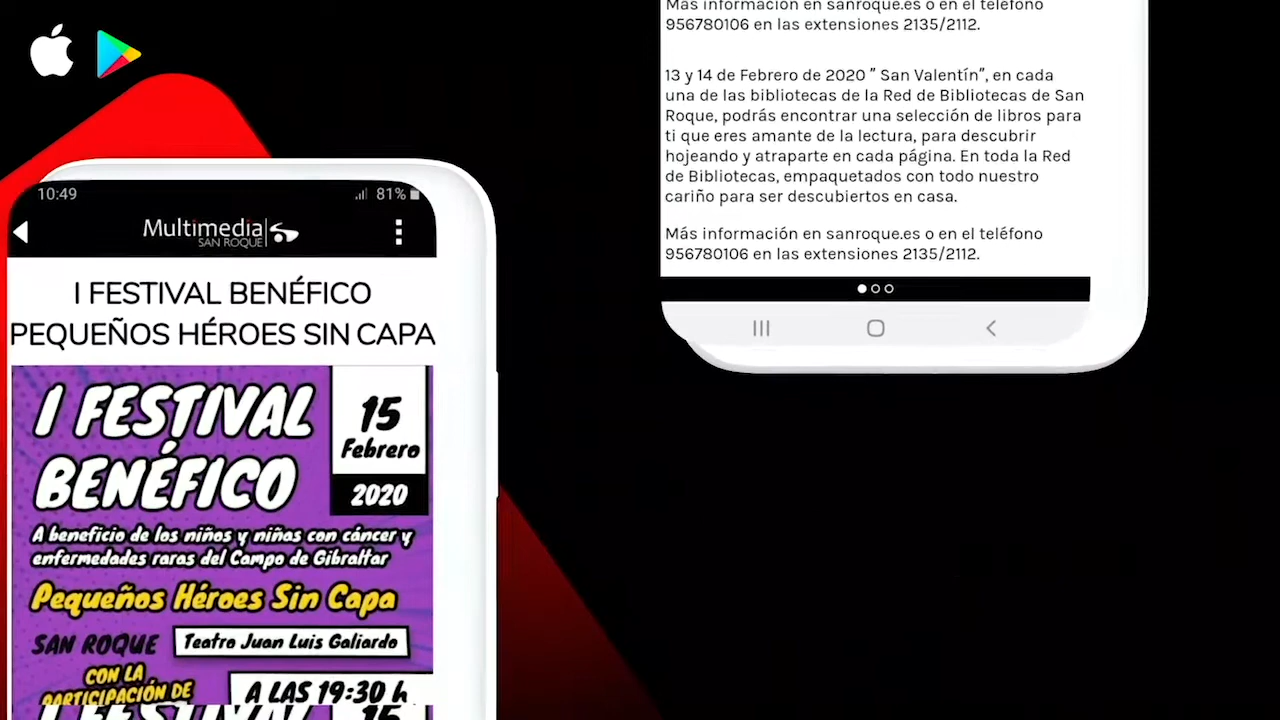 10:49
81%
Multimedia
SAN ROQUE
I FESTIVAL BENÉFICO
PEQUEÑOS HÉROES SIN CAPA
I FESTIVAL
BENÉFICO
15
Febrero
2020
A beneficio de los niños y niñas con cáncer y
enfermedades raras del Campo de Gibraltar
Pequeños Héroes Sin Capa
SAN ROQUE
Teatro Juan Luis Galiardo
CON LA
PARTICIPACIÓN DE
A LAS 19:30 h
I FESTIVAL
15
Más información en sanroque.es o en el teléfono
956780106 en las extensiones 2135/2112.
13 y 14 de Febrero de 2020 ” San Valentín”, en cada
una de las bibliotecas de la Red de Bibliotecas de San
Roque, podrás encontrar una selección de libros para
ti que eres amante de la lectura, para descubrir
hojeando y atraparte en cada página. En toda la Red
de Bibliotecas, empaquetados con todo nuestro
cariño para ser descubiertos en casa.
Más información en sanroque.es o en el teléfono
956780106 en las extensiones 2135/2112.